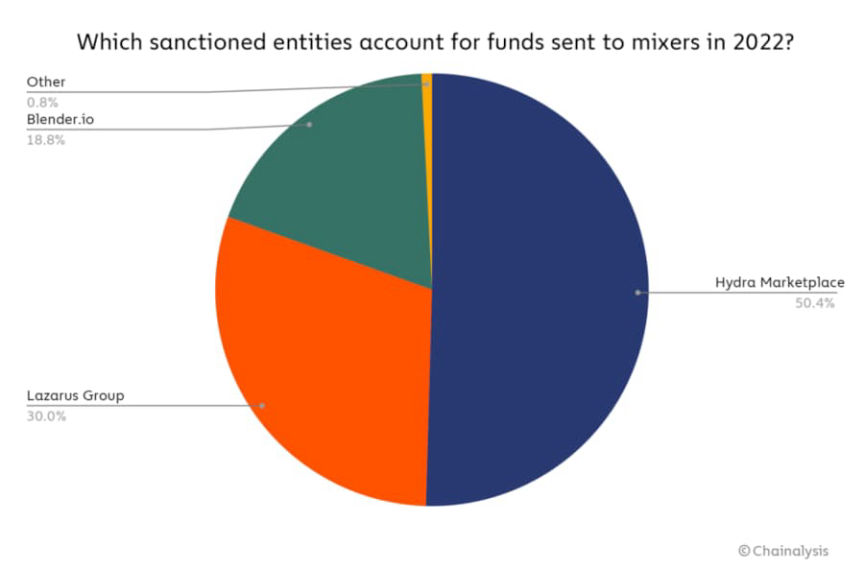 Which sanctioned entities account for funds sent to mixers in 2022?
Other
0.8%
Blender.io
18.8%
Hydra Marketplace
50.4%
Lazarus Group
30.0%
© Chainalysis